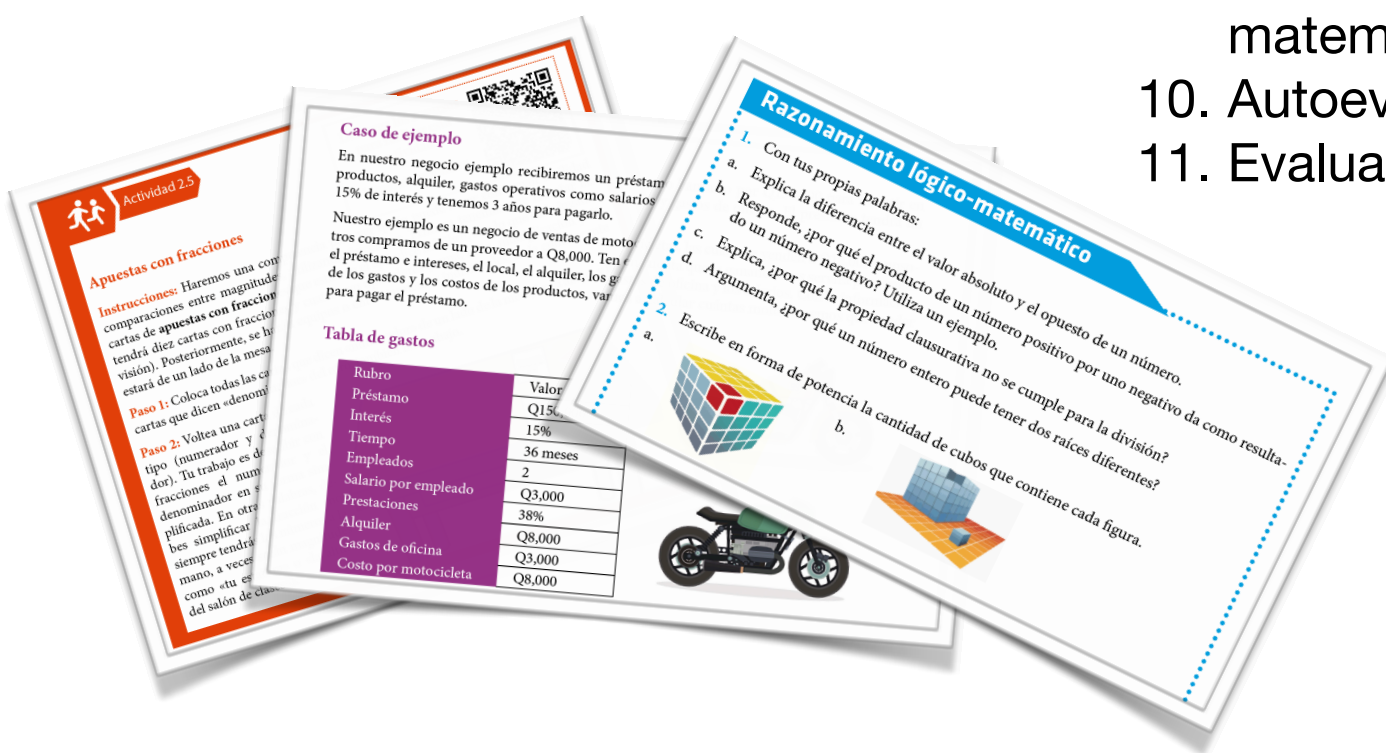 matem
10. Autoev
11. Evalua
Actividad 2.5
Apuestas con fracciones
Instrucciones: Haremos una com
comparaciones entre magnitude
cartas de apuestas con fraccion
tendrá diez cartas con fraccion
visión). Posteriormente, se ha
estará de un lado de la mesa
Paso 1: Coloca todas las ca
cartas que dicen «denomi
Paso 2: Voltea una cart
tipo (numerador y d
dor). Tu trabajo es de
fracciones el num
denominador en s
plificada. En otra
bes simplificar
siempre tendrá
mano, a veces
como «tu es
del salón de clase
Caso de ejemplo
En nuestro negocio ejemplo recibiremos un préstam
productos, alquiler, gastos operativos como salarios
15% de interés y tenemos 3 años para pagarlo.
Nuestro ejemplo es un negocio de ventas de moto
tros compramos de un proveedor a Q8,000. Ten
el préstamo e intereses, el local, el alquiler, los g
de los gastos y los costos de los productos, va
para pagar el préstamo.
Tabla de gastos
Rubro Valor
Préstamo Q150,
Interés 15%
Tiempo 36 meses
Empleados 2
Salario por empleado Q3,000
Prestaciones 38%
Alquiler Q8,000
Gastos de oficina Q3,000
Costo por motocicleta Q8,000
Razonamiento lógico-matemático
1. Con tus propias palabras:
a. Explica la diferencia entre el valor absoluto y el opuesto de un número.
b. Responde, ¿por qué el producto de un número positivo por uno negativo da como resulta-
do un número negativo? Utiliza un ejemplo.
c. Explica, ¿por qué la propiedad clausurativa no se cumple para la división?
d. Argumenta, ¿por qué un número entero puede tener dos raíces diferentes?
2. Escribe en forma de potencia la cantidad de cubos que contiene cada figura.
a.
b.